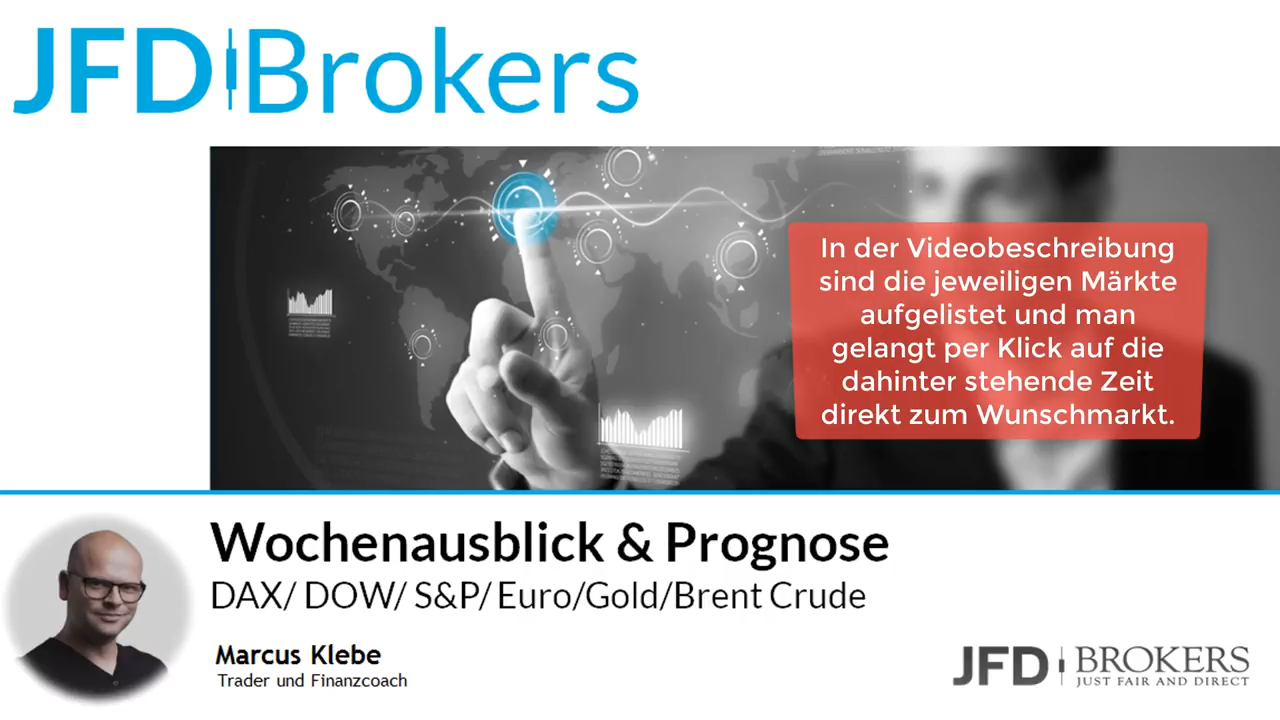 JFD Brokers
In der Videobeschreibung
sind die jeweiligen Märkte
aufgelistet und man
gelangt per Klick auf die
dahinter stehende Zeit
direkt zum Wunschmarkt.
Wochenausblick & Prognose
DAX/ DOW/ S&P/ Euro/Gold/Brent Crude
Marcus Klebe
Trader und Finanzcoach
JFD BROKERS
JUST FAIR AND DIRECT